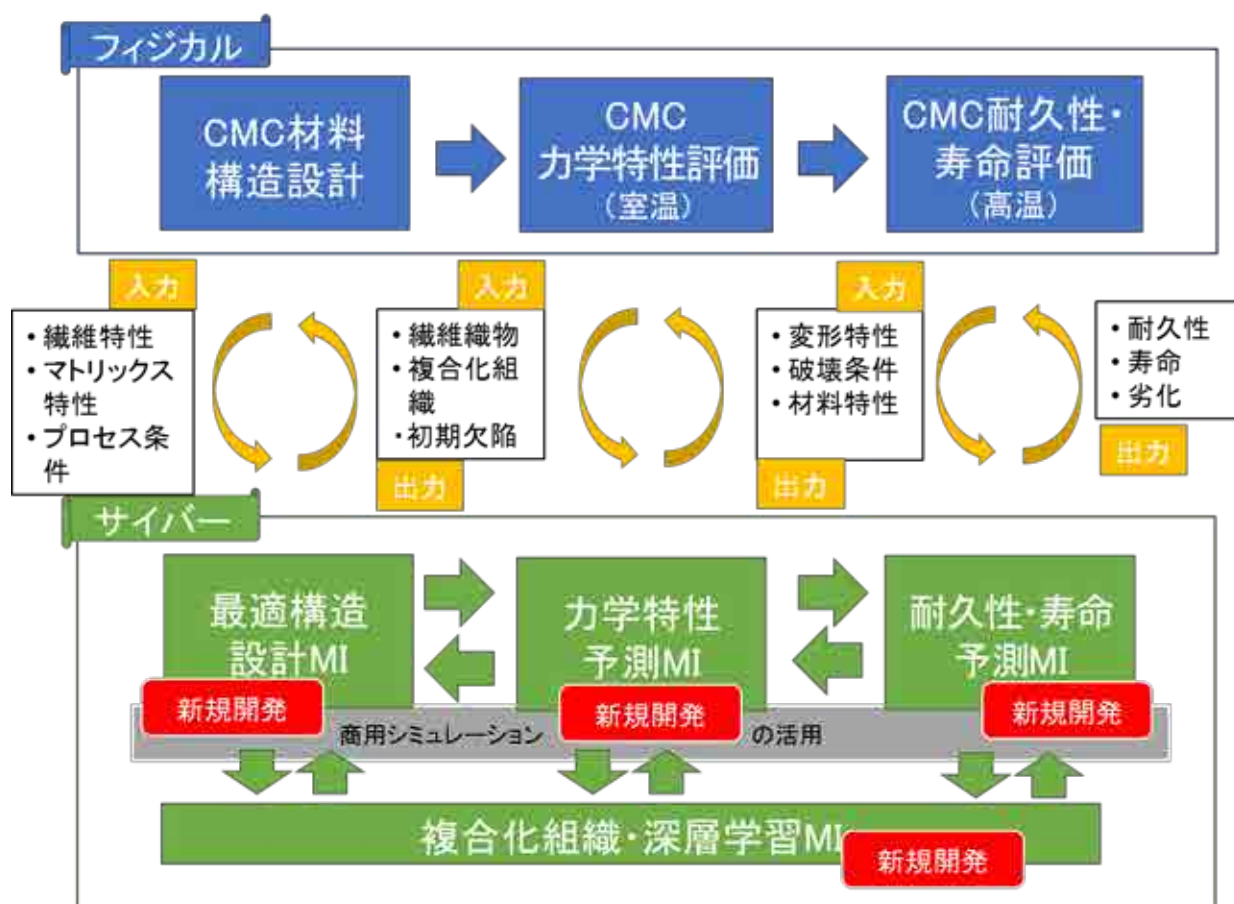 フィジカル
CMC材料
構造設計
CMC
力学特性評価
(室温)
CMC耐久性・
寿命評価
(高温)
入力
・繊維特性
・マトリックス
特性
・プロセス条
件
入力
・繊維織物
・複合化組
織
・初期欠陥
出力
入力
・変形特性
・破壊条件
・材料特性
出力
・耐久性
・寿命
・劣化
出力
サイバー
最適構造
設計MI
新規開発
力学特性
予測MI
新規開発
耐久性・寿命
予測MI
新規開発
商用シミュレーション
の活用
複合化組織・深層学習MI
新規開発